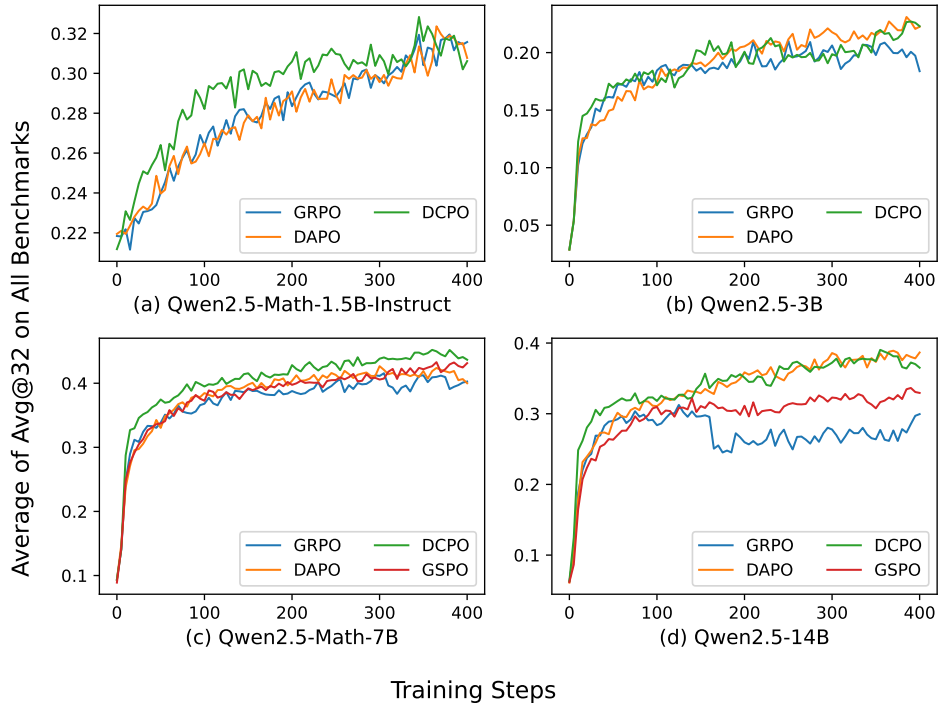 Average of Avg@32 on All Benchmarks
0.32
0.30
0.28
0.26
0.24
0.22
GRPO
DCPO
DAPO
0 100 200 300 400
(a) Qwen2.5-Math-1.5B-Instruct
0.20
0.15
0.10
0.05
GRPO
DCPO
DAPO
0 100 200 300 400
(b) Qwen2.5-3B
0.4
0.3
0.2
0.1
GRPO
DCPO
DAPO
GSPO
0 100 200 300 400
(c) Qwen2.5-Math-7B
0.4
0.3
0.2
0.1
GRPO
DCPO
DAPO
GSPO
0 100 200 300 400
(d) Qwen2.5-14B
Training Steps